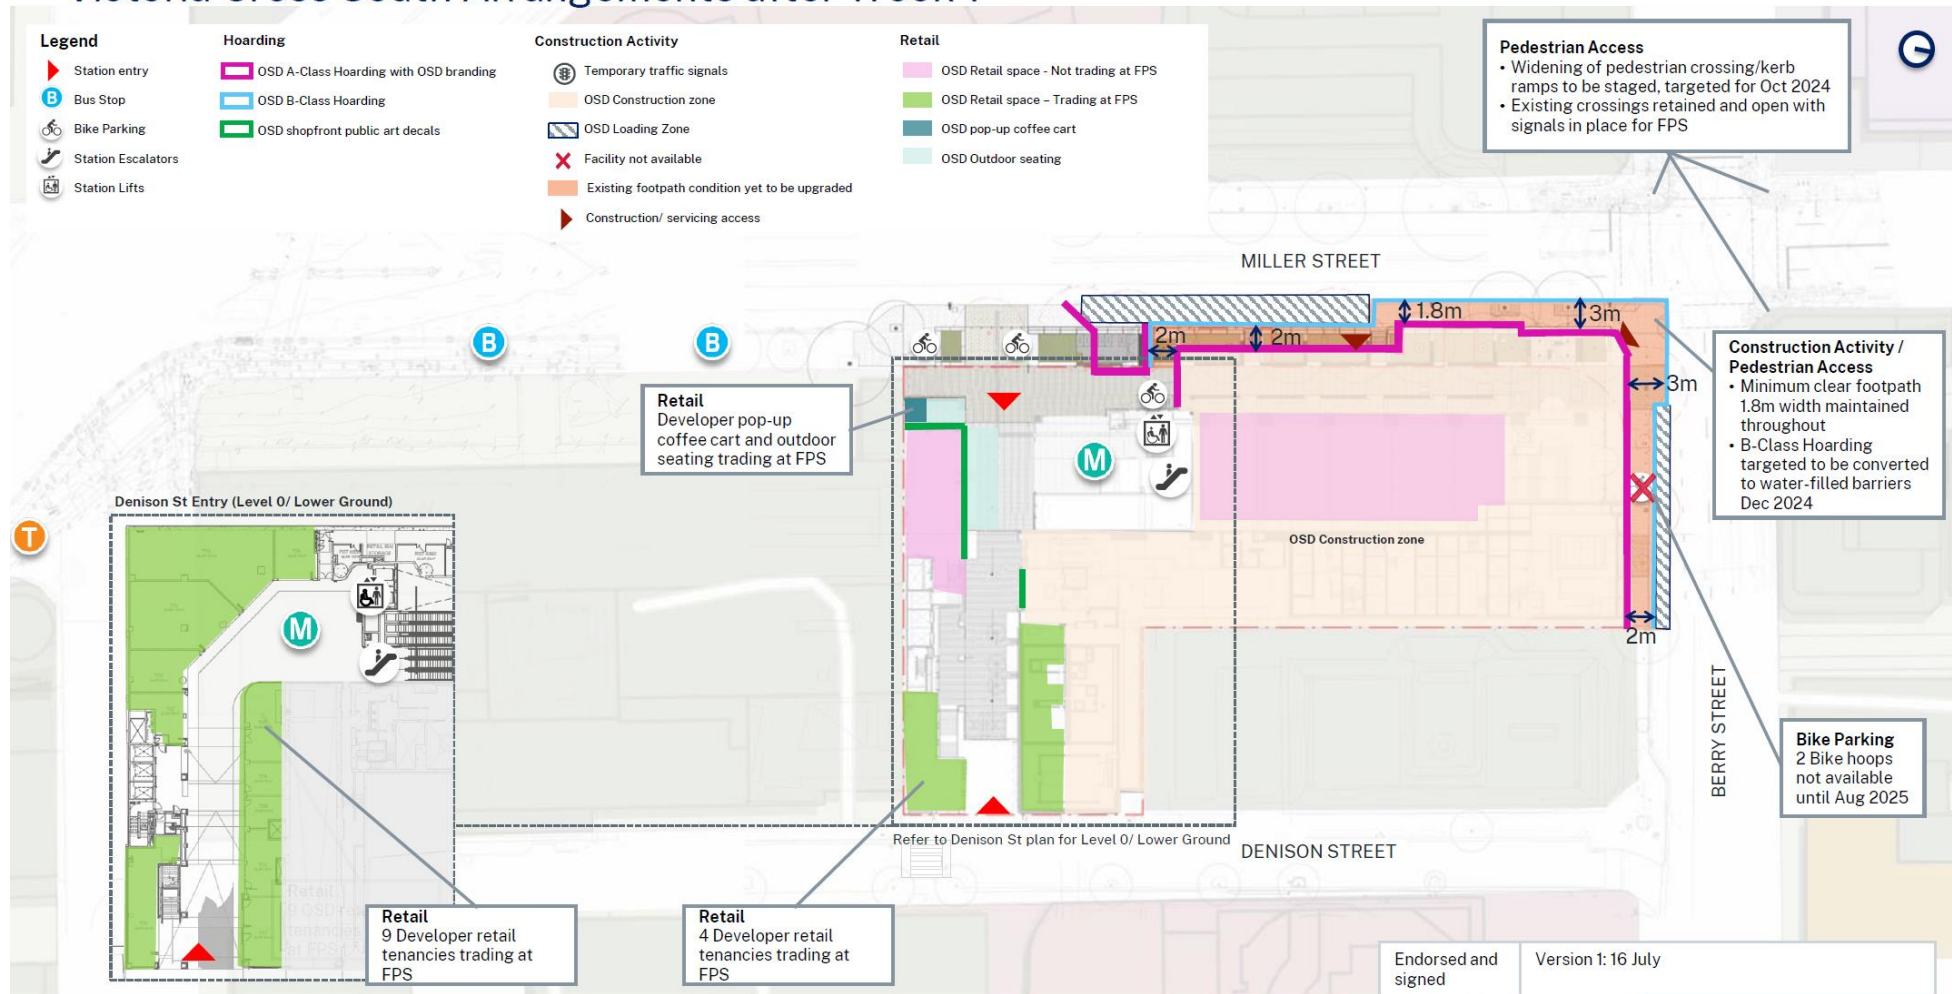 Victoria Cross South Arrangements after Week 4
Legend
Station entry
B Bus Stop
Bike Parking
Station Escalators
Station Lifts
Hoarding
OSD A-Class Hoarding with OSD branding
OSD B-Class Hoarding
OSD shopfront public art decals
Construction Activity
Temporary traffic signals
OSD Construction zone
OSD Loading Zone
Facility not available
Existing footpath condition yet to be upgraded
Construction/ servicing access
Retail
OSD Retail space - Not trading at FPS
OSD Retail space – Trading at FPS
OSD pop-up coffee cart
OSD Outdoor seating
Pedestrian Access
• Widening of pedestrian crossing/kerb
ramps to be staged, targeted for Oct 2024
• Existing crossings retained and open with
signals in place for FPS
MILLER STREET
B
B
2m
2m
1.8m
3m
3m
Construction Activity /
Pedestrian Access
• Minimum clear footpath
1.8m width maintained
throughout
• B-Class Hoarding
targeted to be converted
to water-filled barriers
Dec 2024
Retail
Developer pop-up
coffee cart and outdoor
seating trading at FPS
M
Denison St Entry (Level 0/ Lower Ground)
T
M
OSD Construction zone
2m
BERRY STREET
Bike Parking
2 Bike hoops
not available
until Aug 2025
Refer to Denison St plan for Level 0/ Lower Ground
DENISON STREET
Retail
9 Developer retail
tenancies trading at
FPS
Retail
4 Developer retail
tenancies trading at
FPS
Endorsed and
signed
Version 1: 16 July